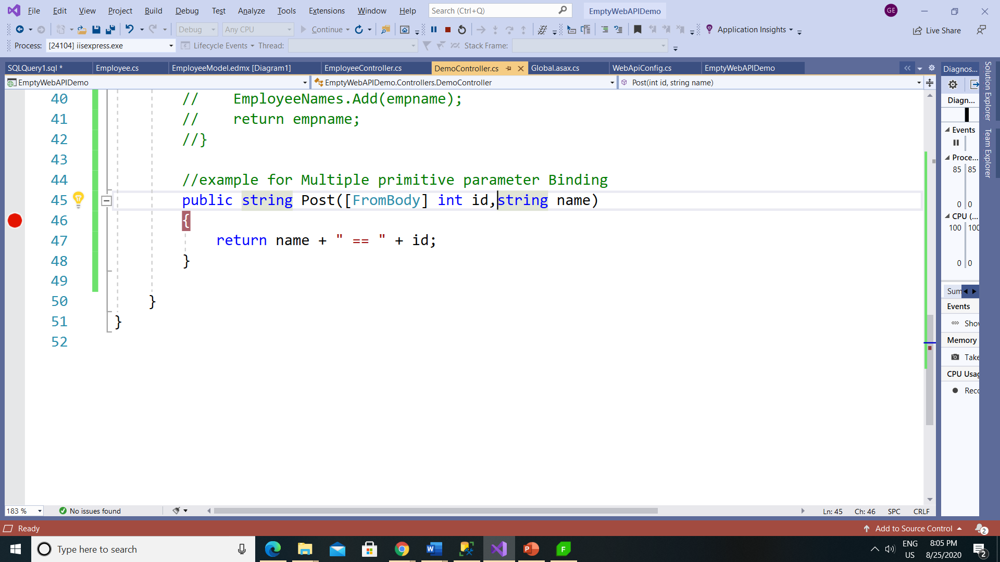 File Edit View Project Build Debug Test Analyze Tools Extensions Window Help Search (Ctrl+Q) EmptyWebAPIDemo GE
Debug Any CPU Continue Application Insights Live Share
Process: [24104] iisexpress.exe Lifecycle Events Thread: Stack Frame:
SQLQuery1.sql * Employee.cs EmployeeModel.edmx [Diagram1] EmployeeController.cs DemoController.cs Global.asax.cs WebApiConfig.cs EmptyWebAPIDemo
EmptyWebAPIDemo EmptyWebAPIDemo.Controllers.DemoController Post(int id, string name)
40 // EmployeeNames.Add(empname);
41 // return empname;
42 //}
43
44 //example for Multiple primitive parameter Binding
45 public string Post([FromBody] int id,string name)
46 {
47 return name + " == " + id;
48 }
49
50 }
51 }
52
183 % No issues found Ln: 45 Ch: 46 SPC CRLF
Diagnos...
Diagn...
Events
Proce...
85 85
0 0
CPU (...
100 100
0 0
Sum
Events
Show
Memory
Take
CPU Usag
Reco
Solution Explorer
Team Explorer
Ready Add to Source Control 2
Type here to search
ENG
US
8:05 PM
8/25/2020
2